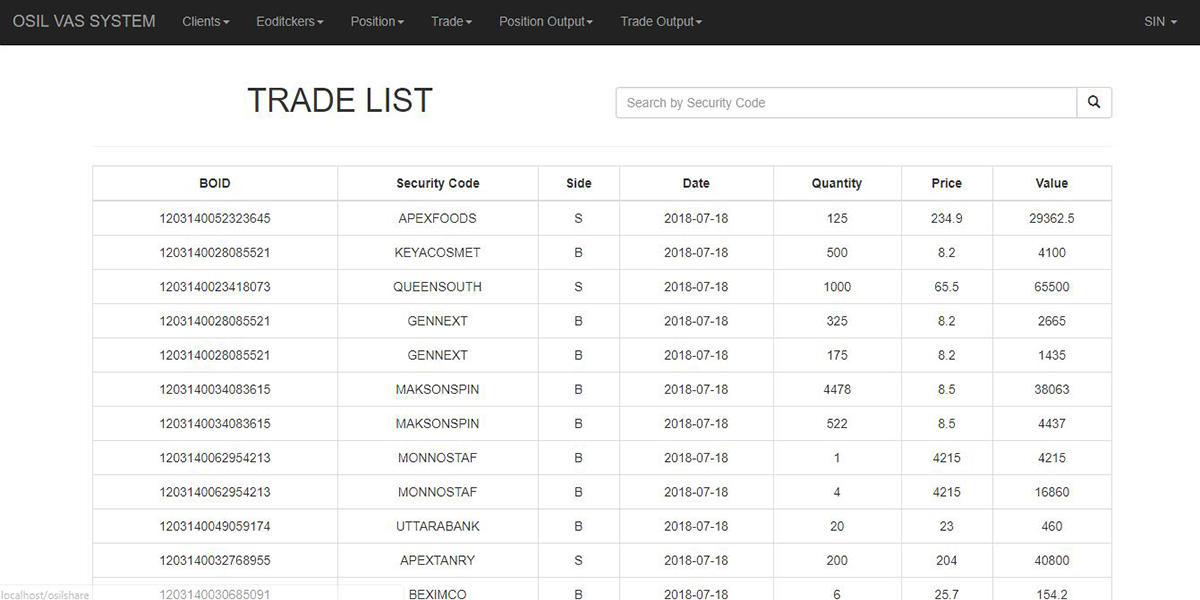 OSIL VAS SYSTEM Clients Eoditckers Position Trade Position Output Trade Output SIN
TRADE LIST
Search by Security Code
BOID Security Code Side Date Quantity Price Value
1203140052323645 APEXFOODS S 2018-07-18 125 234.9 29362.5
1203140028085521 KEYACOSMET B 2018-07-18 500 8.2 4100
1203140023418073 QUEENSOUTH S 2018-07-18 1000 65.5 65500
1203140028085521 GENNEXT B 2018-07-18 325 8.2 2665
1203140028085521 GENNEXT B 2018-07-18 175 8.2 1435
1203140034083615 MAKSONSPIN B 2018-07-18 4478 8.5 38063
1203140034083615 MAKSONSPIN B 2018-07-18 522 8.5 4437
1203140062954213 MONNOSTAF B 2018-07-18 1 4215 4215
1203140062954213 MONNOSTAF B 2018-07-18 4 4215 16860
1203140049059174 UTTARABANK B 2018-07-18 20 23 460
1203140032768955 APEXTANRY S 2018-07-18 200 204 40800
1203140030685091 BEXIMCO B 2018-07-18 6 25.7 154.2
localhost/osilshare